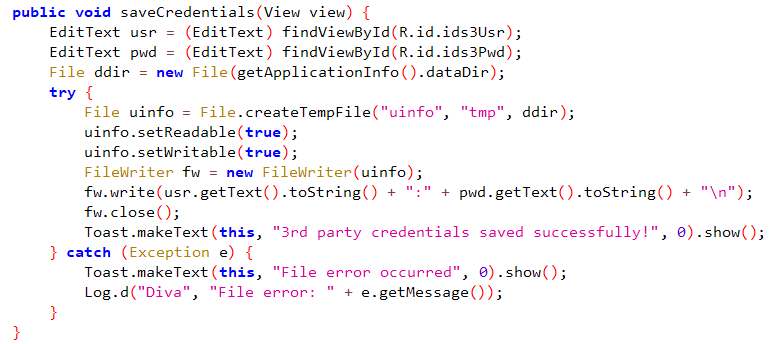 public void saveCredentials(View view) {
    EditText usr = (EditText) findViewById(R.id.ids3Usr);
    EditText pwd = (EditText) findViewById(R.id.ids3Pwd);
    File ddir = new File(getApplicationInfo().dataDir);
    try {
        File uinfo = File.createTempFile("uinfo", "tmp", ddir);
        uinfo.setReadable(true);
        uinfo.setWritable(true);
        FileWriter fw = new FileWriter(uinfo);
        fw.write(usr.getText().toString() + ":" + pwd.getText().toString() + "\n");
        fw.close();
        Toast.makeText(this, "3rd party credentials saved successfully!", 0).show();
    } catch (Exception e) {
        Toast.makeText(this, "File error occurred", 0).show();
        Log.d("Diva", "File error: " + e.getMessage());
    }
}